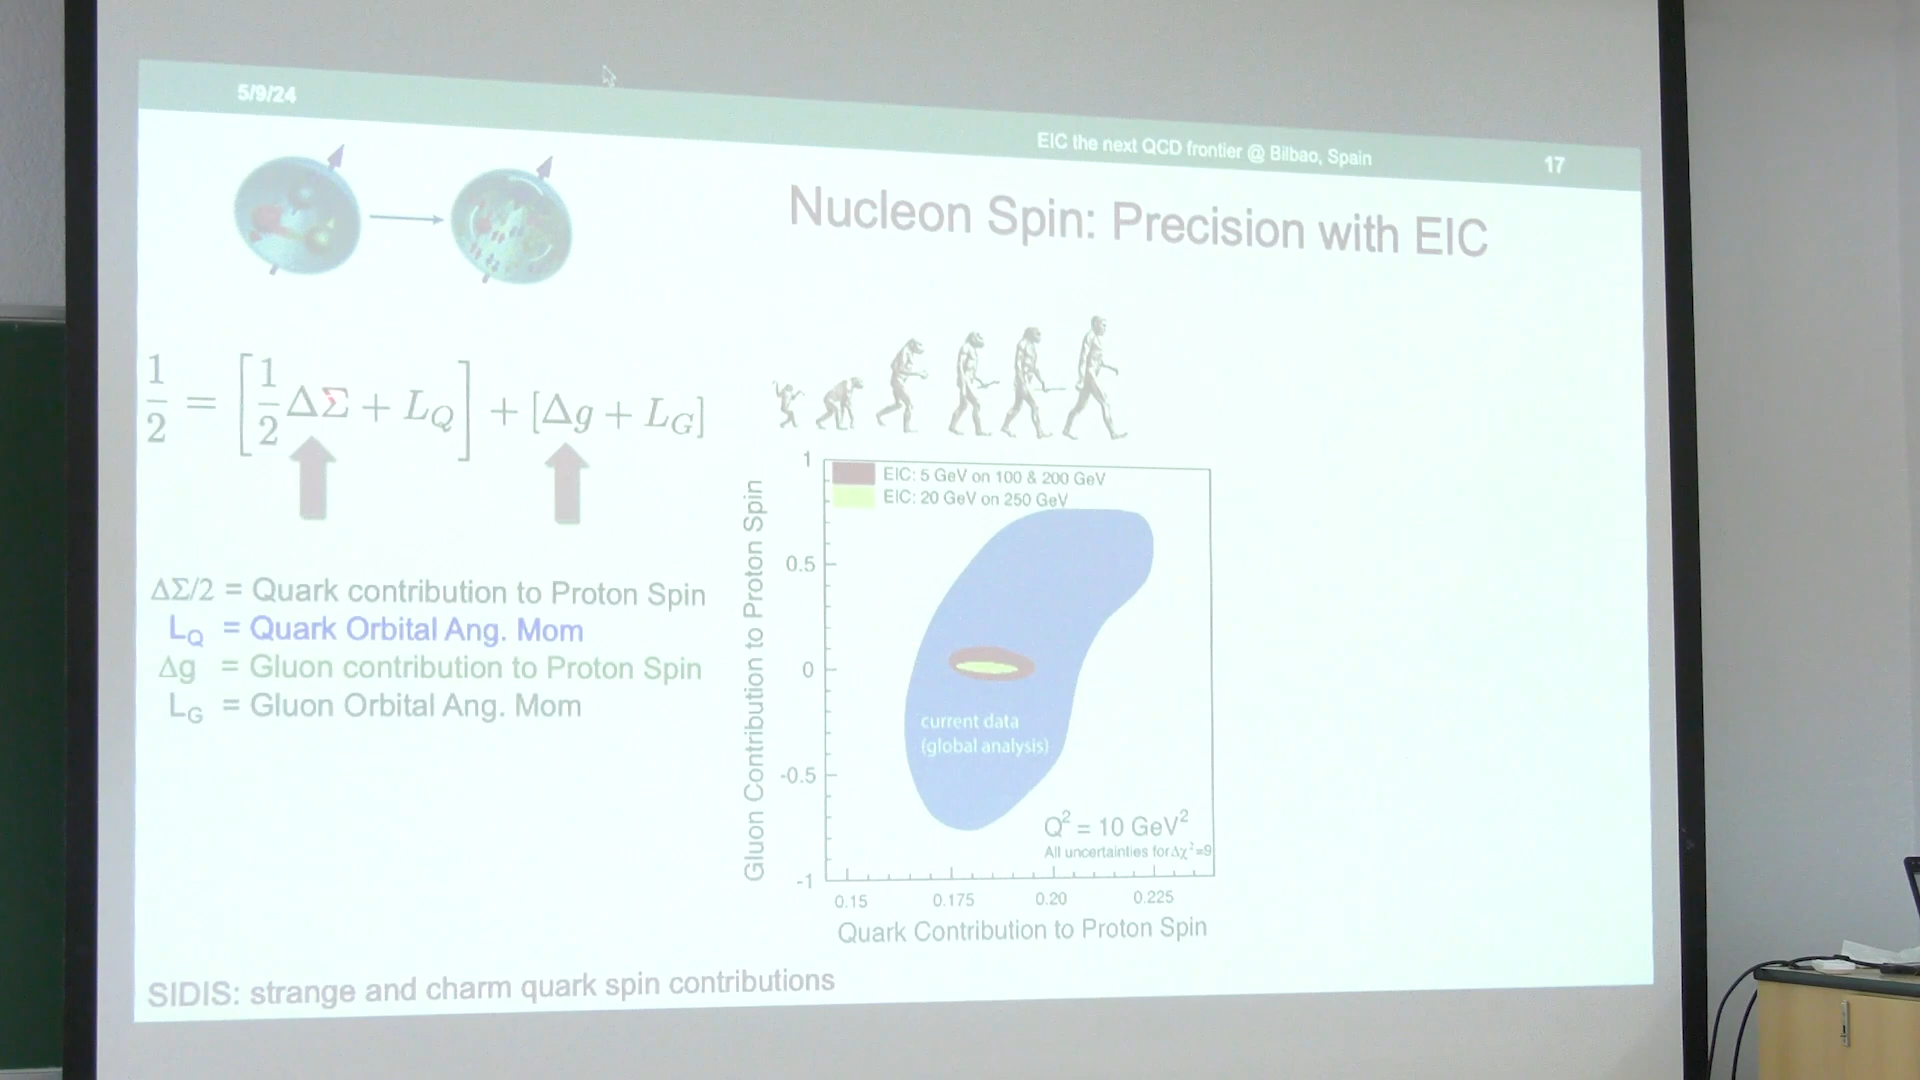 5/9/24
EIC the next QCD frontier @ Bilbao, Spain
17
Nucleon Spin: Precision with EIC
1/2 = [1/2 ΔΣ + L_Q] + [Δg + L_G]
ΔΣ/2 = Quark contribution to Proton Spin
L_Q = Quark Orbital Ang. Mom
Δg = Gluon contribution to Proton Spin
L_G = Gluon Orbital Ang. Mom
EIC: 5 GeV on 100 & 200 GeV
EIC: 20 GeV on 250 GeV
Gluon Contribution to Proton Spin
1
0.5
0
-0.5
-1
current data
(global analysis)
Q² = 10 GeV²
All uncertainties for Δχ²=9
0.15 0.175 0.20 0.225
Quark Contribution to Proton Spin
SIDIS: strange and charm quark spin contributions